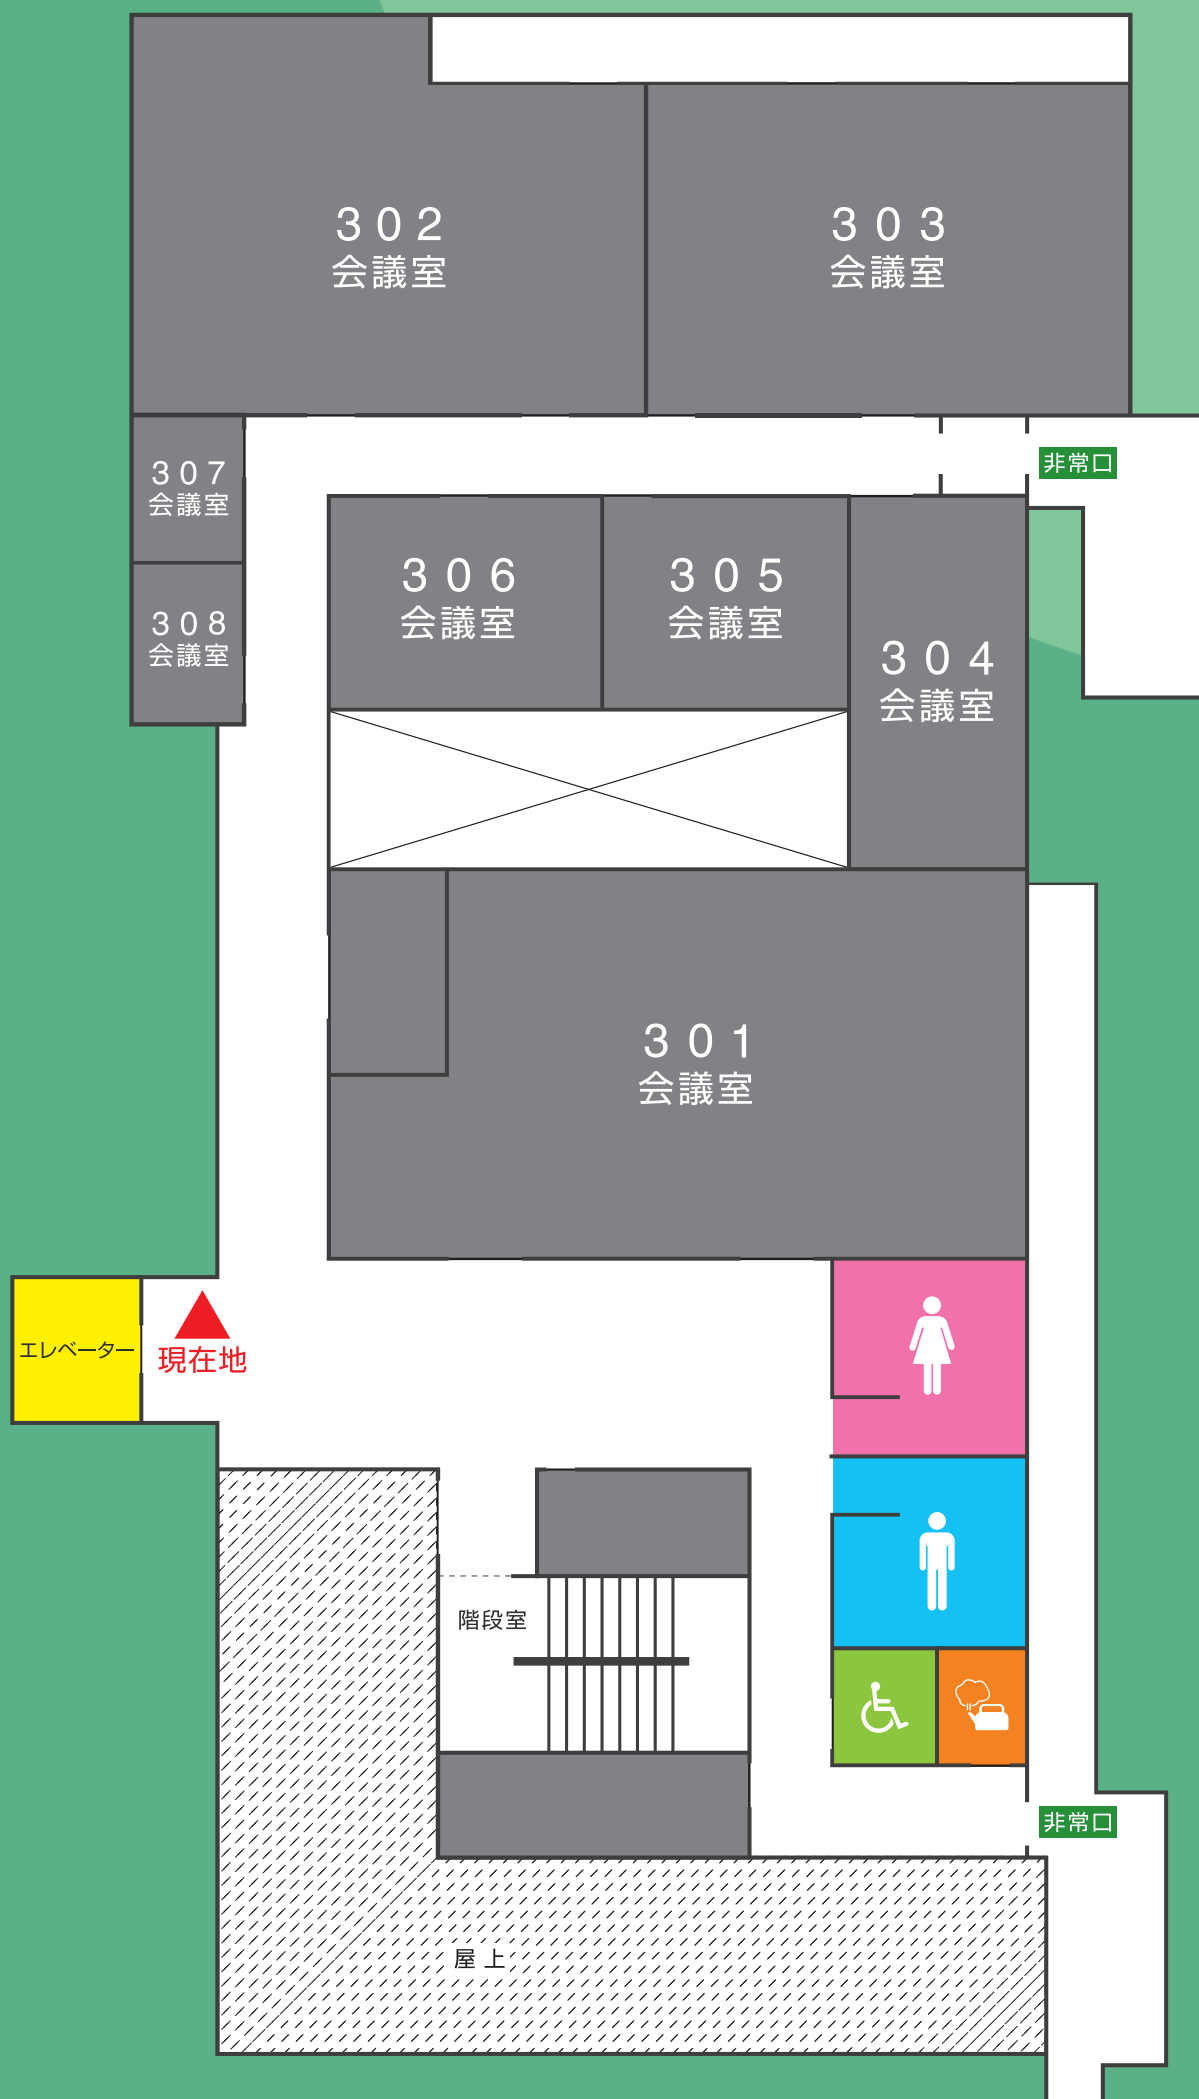 ３０２
会議室
３０３
会議室
３０７
会議室
非常口
３０６
会議室
３０５
会議室
３０８
会議室
３０４
会議室
３０１
会議室
エレベーター
現在地
階段室
非常口
屋上